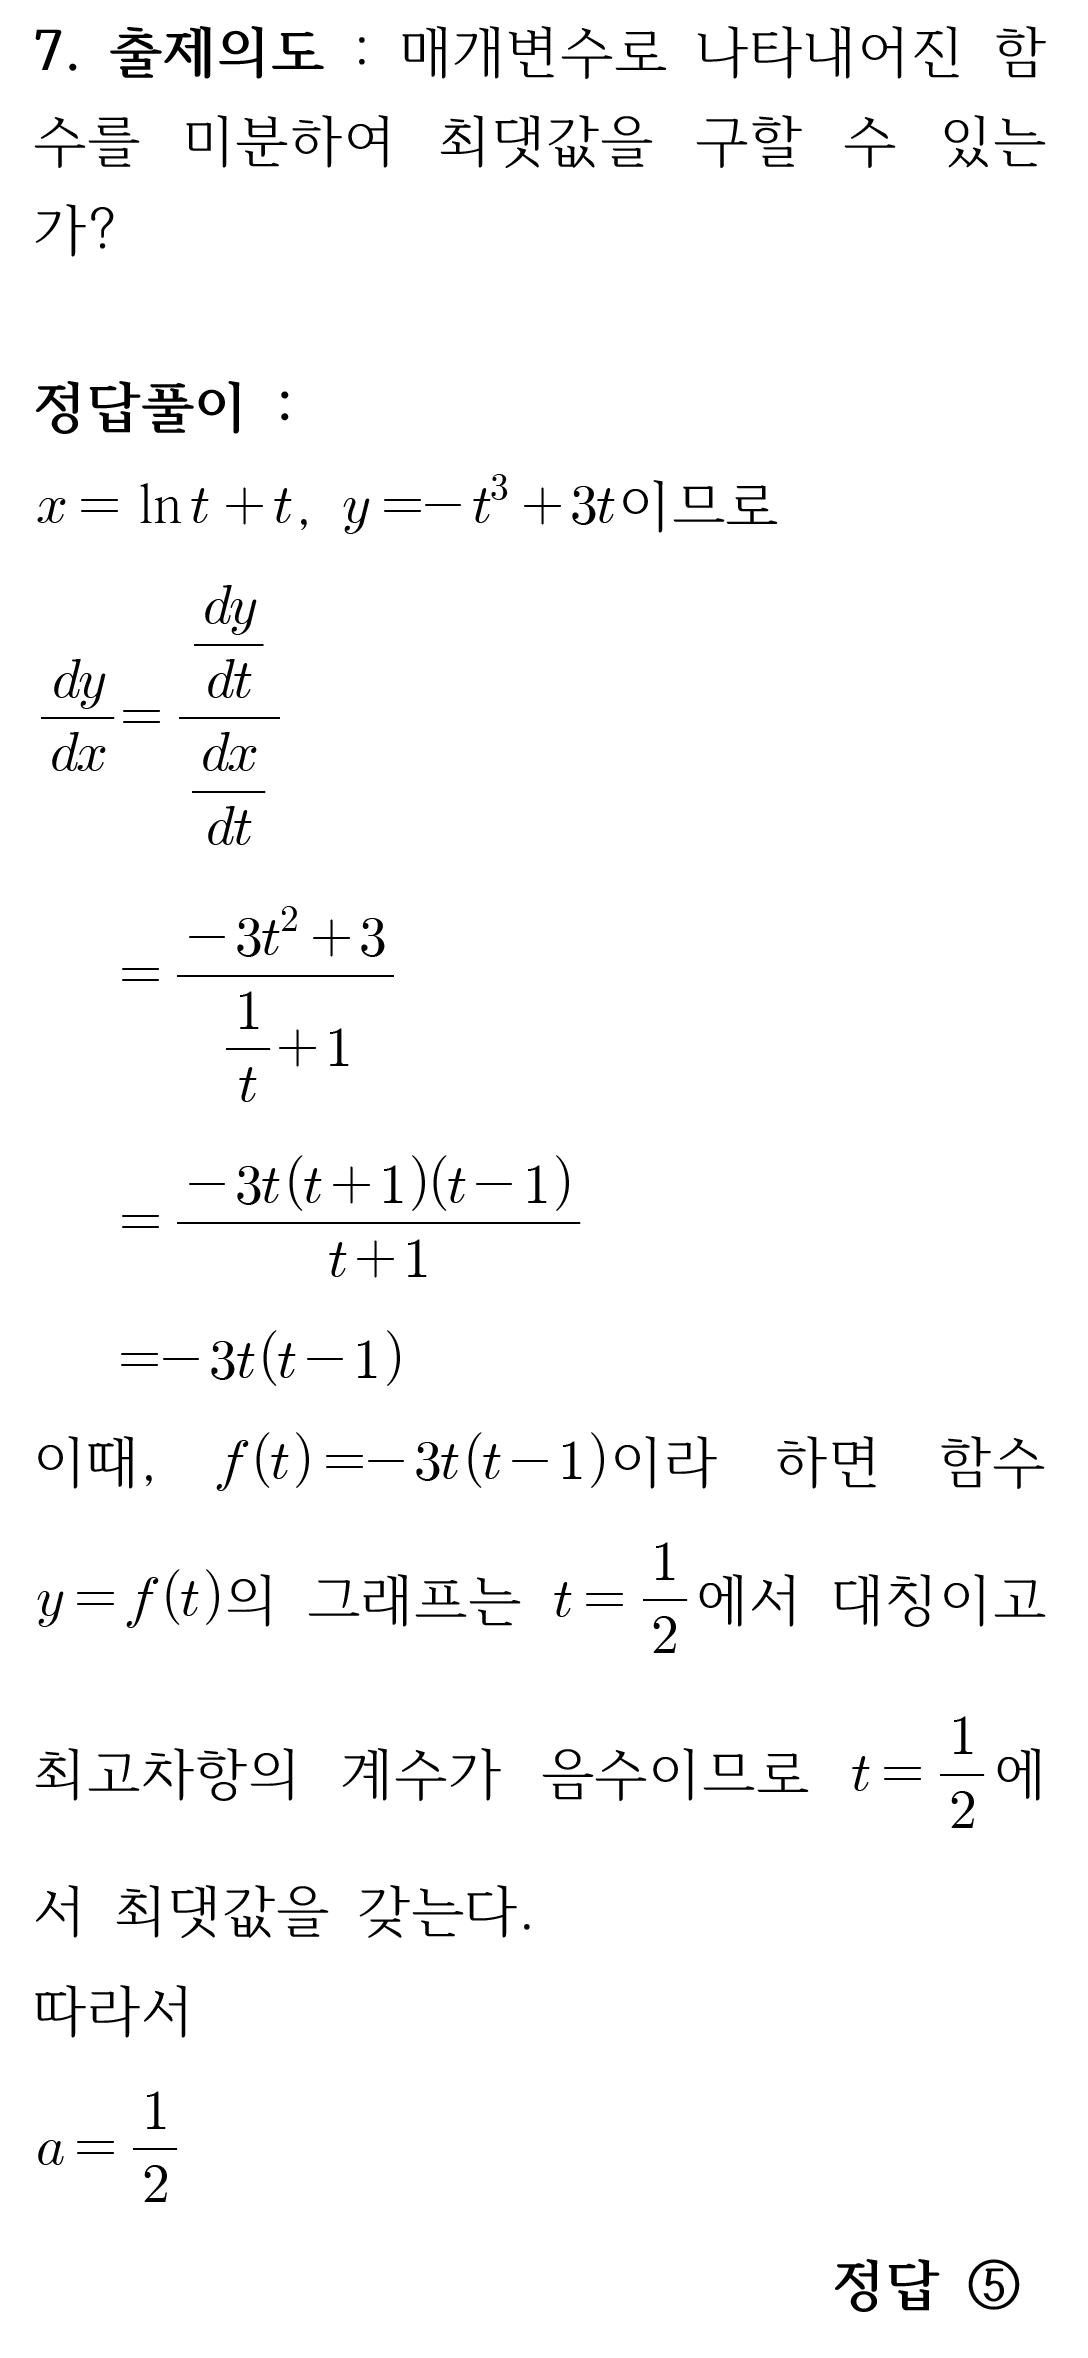 7. 출제의도 : 매개변수로 나타내어진 함
수를 미분하여 최댓값을 구할 수 있는
가?
정답풀이 :
x = ln t + t, y = -t³ + 3t이므로
dy/dx = (dy/dt)/(dx/dt)
= (-3t² + 3)/(1/t + 1)
= -3t(t+1)(t-1)/(t+1)
= -3t(t-1)
이때, f(t) = -3t(t-1)이라 하면 함수
y = f(t)의 그래프는 t = 1/2에서 대칭이고
최고차항의 계수가 음수이므로 t = 1/2에
서 최댓값을 갖는다.
따라서
a = 1/2
정답 ⑤